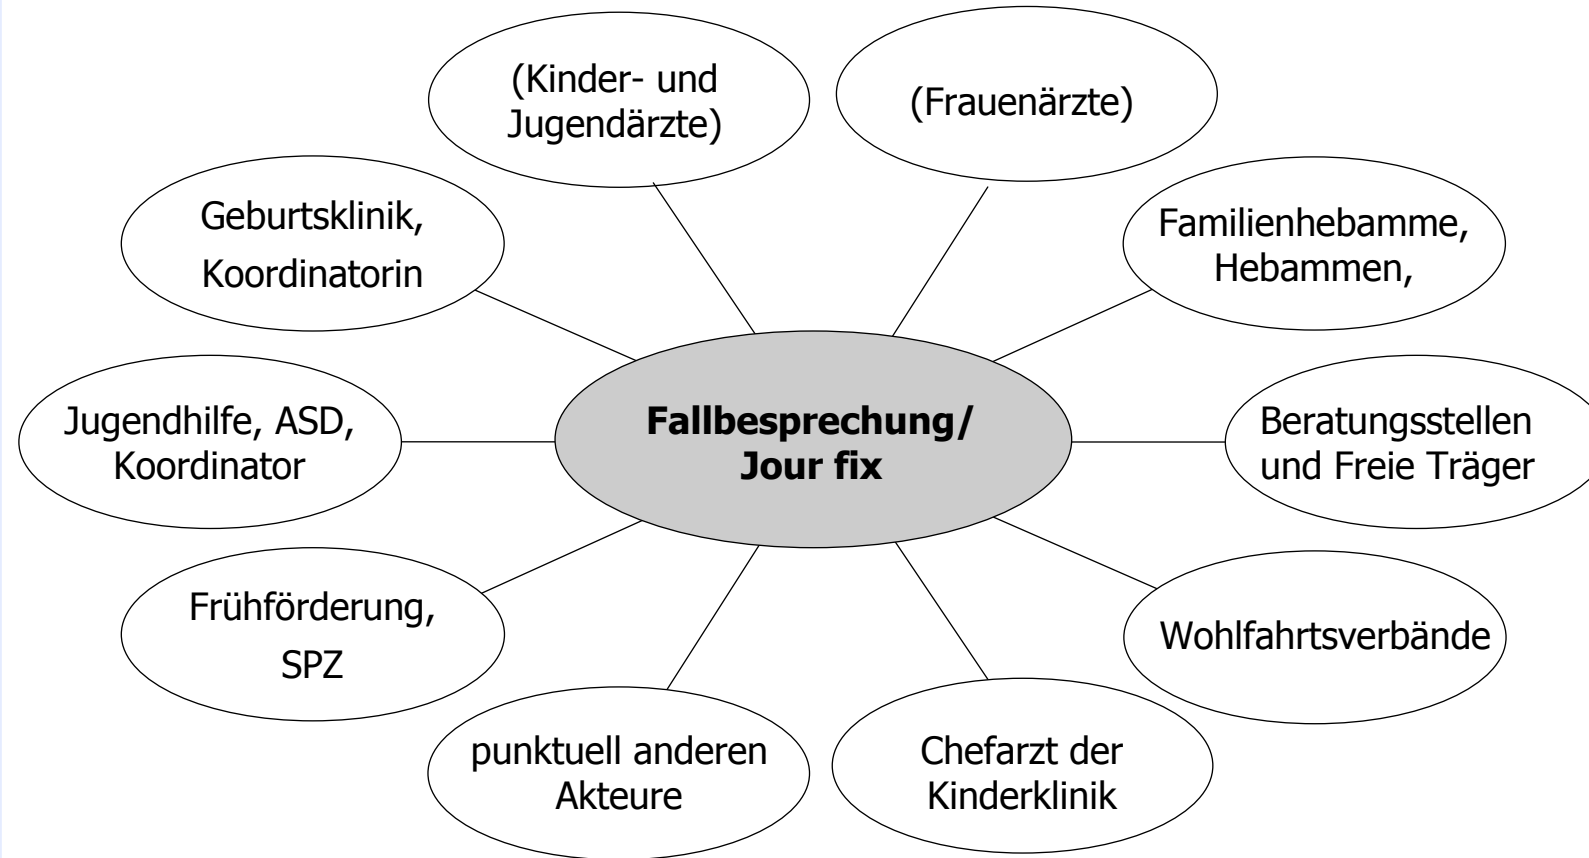 (Kinder- und
Jugendärzte)
(Frauenärzte)
Geburtsklinik,
Koordinatorin
Familienhebamme,
Hebammen,
Jugendhilfe, ASD,
Koordinator
Fallbesprechung/
Jour fix
Beratungsstellen
und Freie Träger
Frühförderung,
SPZ
Wohlfahrtsverbände
punktuell anderen
Akteure
Chefarzt der
Kinderklinik